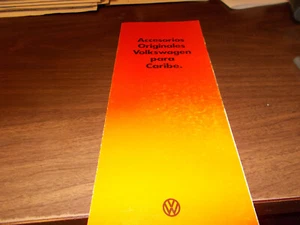 Accesorios
Originales
Volkswagen
para
Caribe.